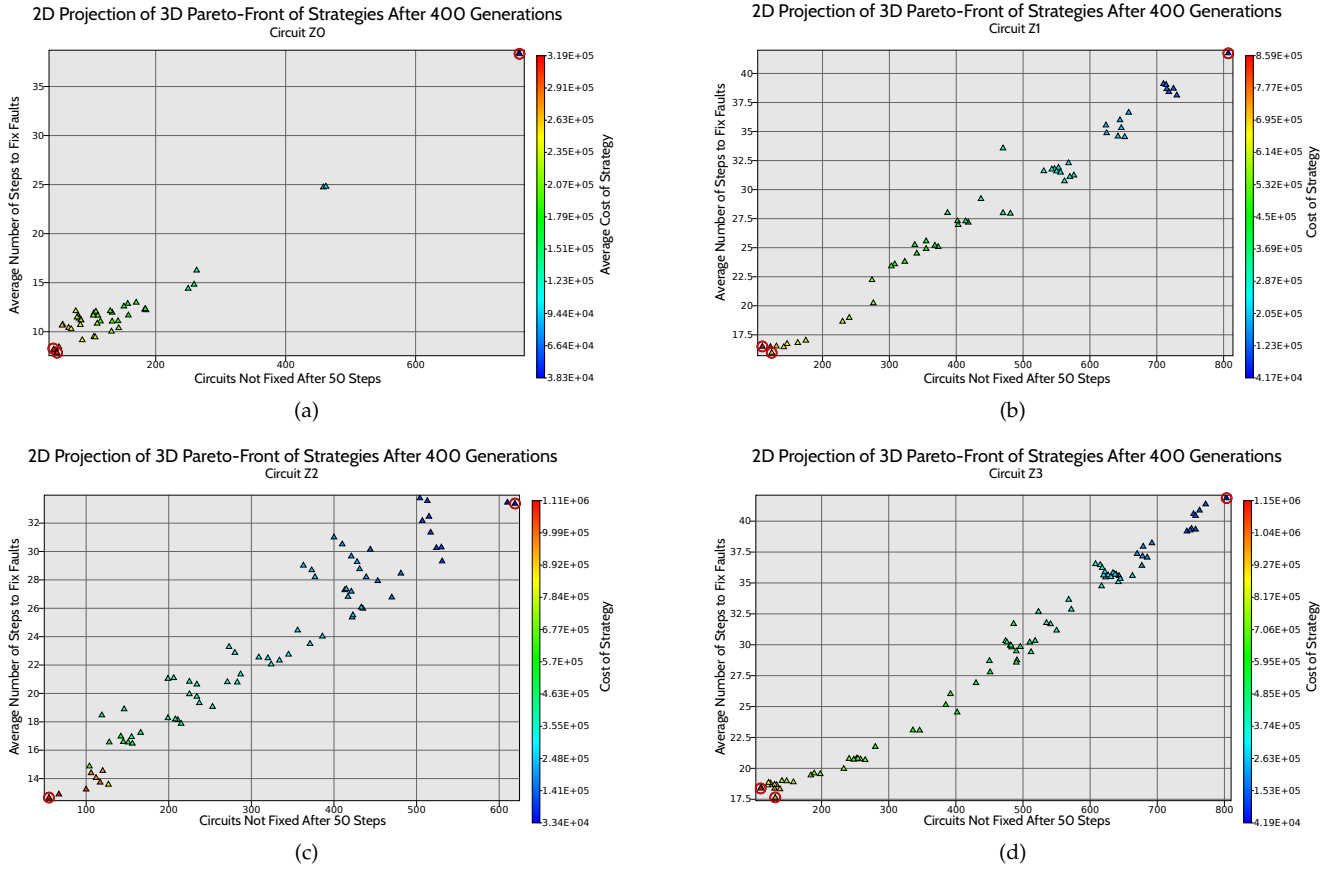 2D Projection of 3D Pareto-Front of Strategies After 400 Generations
Circuit Z0
Average Number of Steps to Fix Faults
35
30
25
20
15
10
200
400
600
Circuits Not Fixed After 50 Steps
3.19E+05
2.91E+05
2.63E+05
2.35E+05
2.07E+05
1.79E+05
1.51E+05
1.23E+05
9.44E+04
6.64E+04
3.83E+04
Average Cost of Strategy
(a)
2D Projection of 3D Pareto-Front of Strategies After 400 Generations
Circuit Z1
Average Number of Steps to Fix Faults
40
37.5
35
32.5
30
27.5
25
22.5
20
17.5
200
300
400
500
600
700
800
Circuits Not Fixed After 50 Steps
8.59E+05
7.77E+05
6.95E+05
6.14E+05
5.32E+05
4.5E+05
3.69E+05
2.87E+05
2.05E+05
1.23E+05
4.17E+04
Cost of Strategy
(b)
2D Projection of 3D Pareto-Front of Strategies After 400 Generations
Circuit Z2
Average Number of Steps to Fix Faults
32
30
28
26
24
22
20
18
16
14
100
200
300
400
500
600
Circuits Not Fixed After 50 Steps
1.11E+06
9.99E+05
8.92E+05
7.84E+05
6.77E+05
5.7E+05
4.63E+05
3.55E+05
2.48E+05
1.41E+05
3.34E+04
Cost of Strategy
(c)
2D Projection of 3D Pareto-Front of Strategies After 400 Generations
Circuit Z3
Average Number of Steps to Fix Faults
40
37.5
35
32.5
30
27.5
25
22.5
20
17.5
200
300
400
500
600
700
800
Circuits Not Fixed After 50 Steps
1.15E+06
1.04E+06
9.27E+05
8.17E+05
7.06E+05
5.95E+05
4.85E+05
3.74E+05
2.63E+05
1.53E+05
4.19E+04
Cost of Strategy
(d)